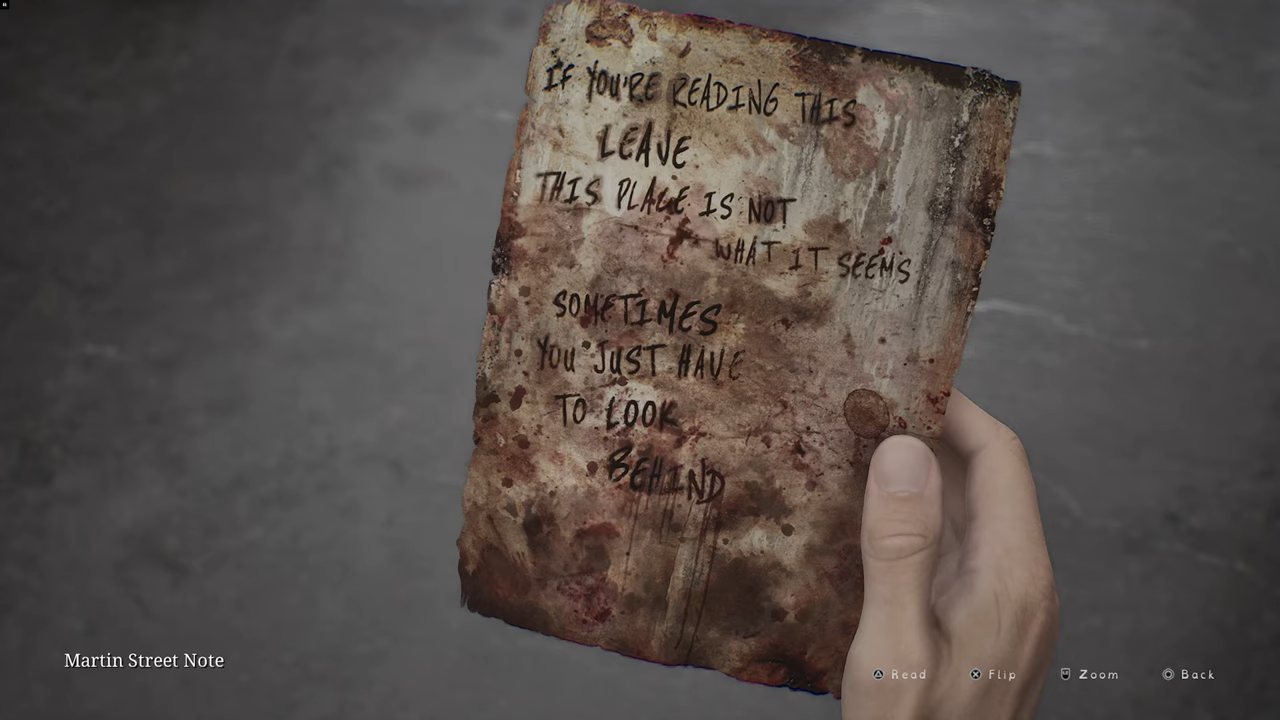 IF YOU'RE READING THIS
LEAVE
THIS PLACE IS NOT
WHAT IT SEEMS
SOMETIMES
YOU JUST HAVE
TO LOOK
BEHIND
Martin Street Note
Read Flip Zoom Back